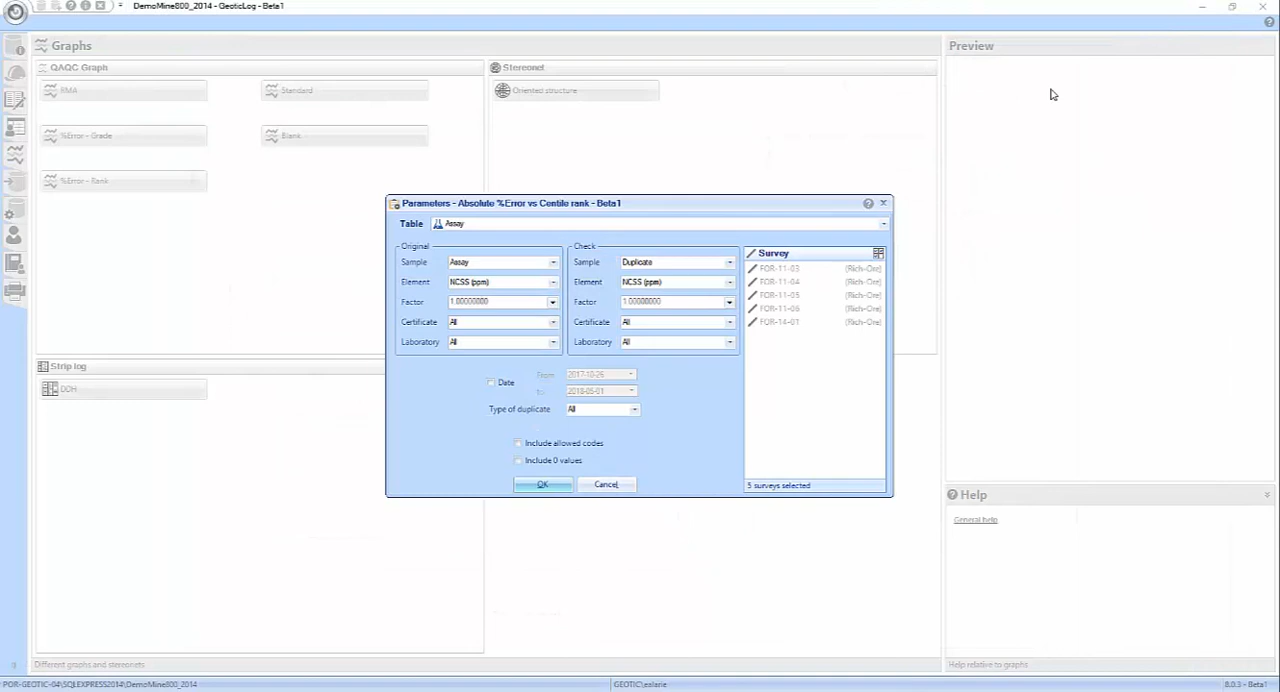 DemoMine800_2014 - GeoticLog - Beta1
Graphs
QAQC Graph
RMA
Standard
%Error - Grade
Blank
%Error - Rank
Stereonet
Oriented structure
Strip log
DDH
Preview
Parameters - Absolute %Error vs Centile rank - Beta1
Table Assay
Original
Sample Assay
Element NCSS (ppm)
Factor 1.00000000
Certificate All
Laboratory All
Check
Sample Duplicate
Element NCSS (ppm)
Factor 1.00000000
Certificate All
Laboratory All
Survey
FOR-11-03 (Rich-Ore)
FOR-11-04 (Rich-Ore)
FOR-11-05 (Rich-Ore)
FOR-11-06 (Rich-Ore)
FOR-14-01 (Rich-Ore)
5 surveys selected
Date
From 2017-10-26
to 2018-05-01
Type of duplicate All
Include allowed codes
Include 0 values
OK Cancel
Help
General help
Different graphs and stereonets
Help relative to graphs
POR-GEOTIC-04\SQLEXPRESS2014\DemoMine800_2014
GEOTIC\ealarie
8.0.3 - Beta1